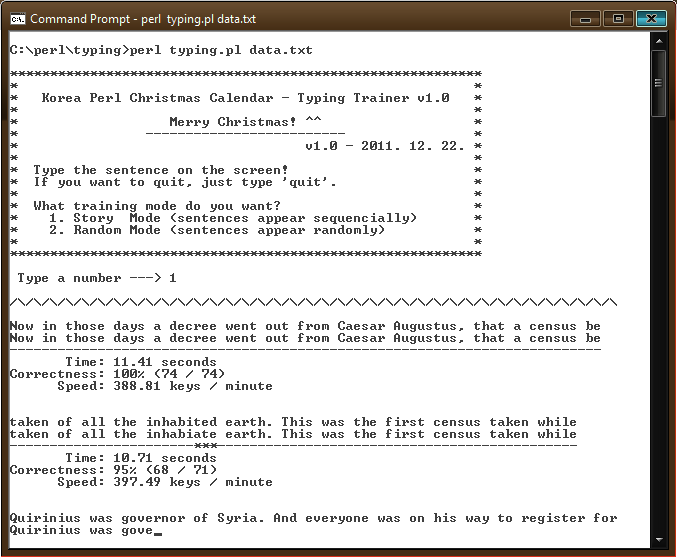 Command Prompt - perl  typing.pl data.txt
C:\perl\typing>perl typing.pl data.txt
***********************************************************
*                                                         *
*   Korea Perl Christmas Calendar - Typing Trainer v1.0   *
*                                                         *
*                   Merry Christmas! ^^                   *
*                -------------------------                *
*                                    v1.0 - 2011. 12. 22. *
*                                                         *
*  Type the sentence on the screen!                       *
*  If you want to quit, just type 'quit'.                 *
*                                                         *
*  What training mode do you want?                        *
*    1. Story  Mode (sentences appear sequencially)       *
*    2. Random Mode (sentences appear randomly)           *
*                                                         *
***********************************************************
Type a number ---> 1
/\/\/\/\/\/\/\/\/\/\/\/\/\/\/\/\/\/\/\/\/\/\/\/\/\/\/\/\/\/\/\/\/\/\/\/\/\/\
Now in those days a decree went out from Caesar Augustus, that a census be
Now in those days a decree went out from Caesar Augustus, that a census be
--------------------------------------------------------------------------
Time: 11.41 seconds
Correctness: 100% (74 / 74)
Speed: 388.81 keys / minute
taken of all the inhabited earth. This was the first census taken while
taken of all the inhabiate earth. This was the first census taken while
-----------------------***---------------------------------------------
Time: 10.71 seconds
Correctness: 95% (68 / 71)
Speed: 397.49 keys / minute
Quirinius was governor of Syria. And everyone was on his way to register for
Quirinius was gove_